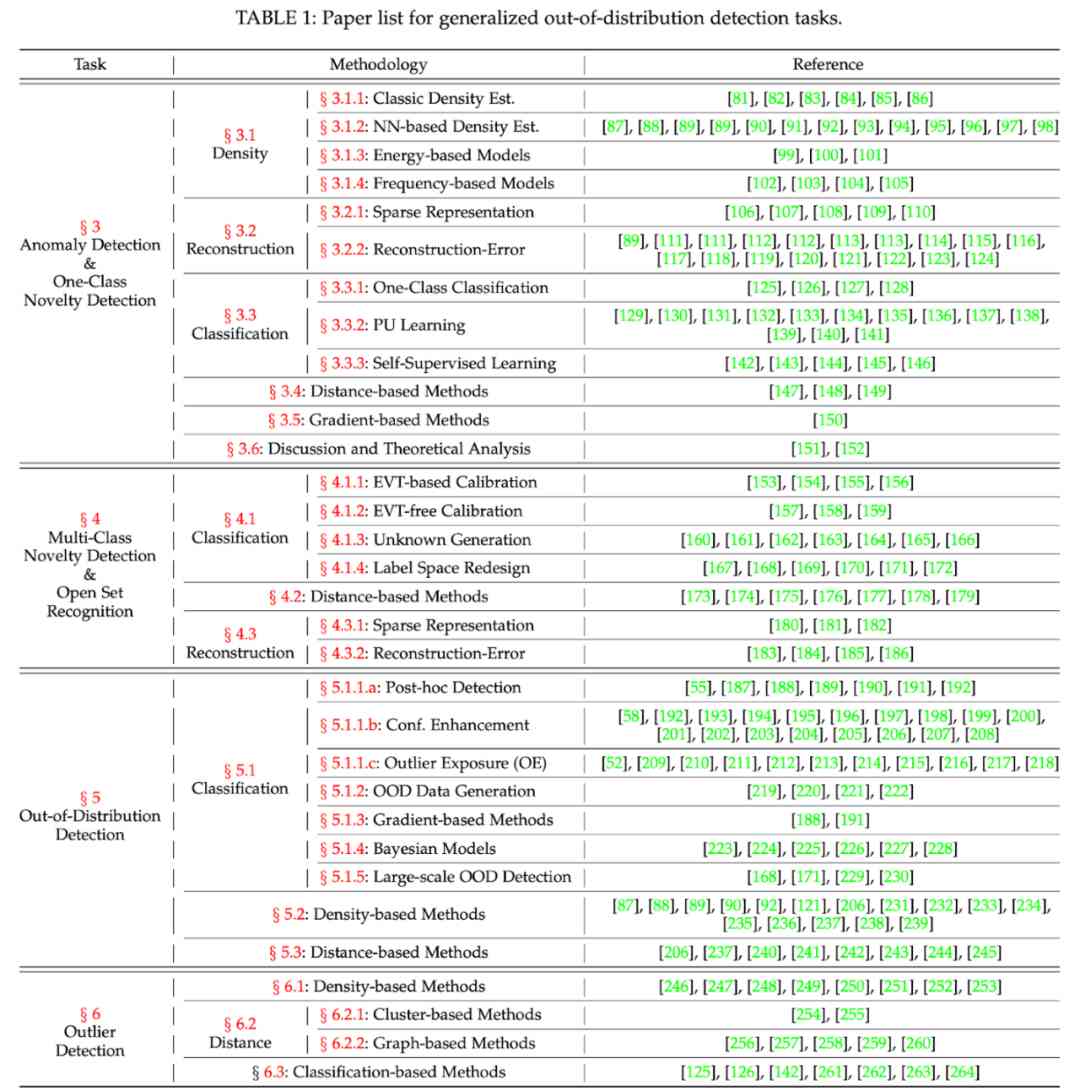 TABLE 1: Paper list for generalized out-of-distribution detection tasks.
Task Methodology Reference
§ 3
Anomaly Detection
&
One-Class
Novelty Detection
§ 3.1
Density
§ 3.1.1: Classic Density Est. [81], [82], [83], [84], [85], [86]
§ 3.1.2: NN-based Density Est. [87], [88], [89], [89], [90], [91], [92], [93], [94], [95], [96], [97], [98]
§ 3.1.3: Energy-based Models [99], [100], [101]
§ 3.1.4: Frequency-based Models [102], [103], [104], [105]
§ 3.2
Reconstruction
§ 3.2.1: Sparse Representation [106], [107], [108], [109], [110]
§ 3.2.2: Reconstruction-Error [89], [111], [111], [112], [112], [113], [113], [114], [115], [116],
[117], [118], [119], [120], [121], [122], [123], [124]
§ 3.3
Classification
§ 3.3.1: One-Class Classification [125], [126], [127], [128]
§ 3.3.2: PU Learning [129], [130], [131], [132], [133], [134], [135], [136], [137], [138],
[139], [140], [141]
§ 3.3.3: Self-Supervised Learning [142], [143], [144], [145], [146]
§ 3.4: Distance-based Methods [147], [148], [149]
§ 3.5: Gradient-based Methods [150]
§ 3.6: Discussion and Theoretical Analysis [151], [152]
§ 4
Multi-Class
Novelty Detection
&
Open Set
Recognition
§ 4.1
Classification
§ 4.1.1: EVT-based Calibration [153], [154], [155], [156]
§ 4.1.2: EVT-free Calibration [157], [158], [159]
§ 4.1.3: Unknown Generation [160], [161], [162], [163], [164], [165], [166]
§ 4.1.4: Label Space Redesign [167], [168], [169], [170], [171], [172]
§ 4.2: Distance-based Methods [173], [174], [175], [176], [177], [178], [179]
§ 4.3
Reconstruction
§ 4.3.1: Sparse Representation [180], [181], [182]
§ 4.3.2: Reconstruction-Error [183], [184], [185], [186]
§ 5
Out-of-Distribution
Detection
§ 5.1
Classification
§ 5.1.1.a: Post-hoc Detection [55], [187], [188], [189], [190], [191], [192]
§ 5.1.1.b: Conf. Enhancement [58], [192], [193], [194], [195], [196], [197], [198], [199], [200],
[201], [202], [203], [204], [205], [206], [207], [208]
§ 5.1.1.c: Outlier Exposure (OE) [52], [209], [210], [211], [212], [213], [214], [215], [216], [217], [218]
§ 5.1.2: OOD Data Generation [219], [220], [221], [222]
§ 5.1.3: Gradient-based Methods [188], [191]
§ 5.1.4: Bayesian Models [223], [224], [225], [226], [227], [228]
§ 5.1.5: Large-scale OOD Detection [168], [171], [229], [230]
§ 5.2: Density-based Methods [87], [88], [89], [90], [92], [121], [206], [231], [232], [233], [234],
[235], [236], [237], [238], [239]
§ 5.3: Distance-based Methods [206], [237], [240], [241], [242], [243], [244], [245]
§ 6
Outlier
Detection
§ 6.1: Density-based Methods [246], [247], [248], [249], [250], [251], [252], [253]
§ 6.2
Distance
§ 6.2.1: Cluster-based Methods [254], [255]
§ 6.2.2: Graph-based Methods [256], [257], [258], [259], [260]
§ 6.3: Classification-based Methods [125], [126], [142], [261], [262], [263], [264]